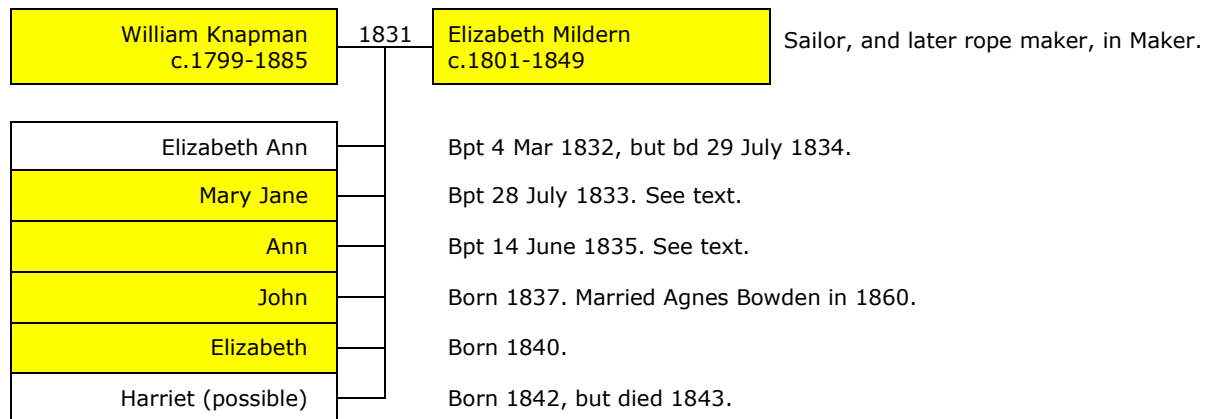 William Knapman 1831 Elizabeth Mildern Sailor, and later rope maker, in Maker.
c.1799-1885 c.1801-1849
Elizabeth Ann Bpt 4 Mar 1832, but bd 29 July 1834.
Mary Jane Bpt 28 July 1833. See text.
Ann Bpt 14 June 1835. See text.
John Born 1837. Married Agnes Bowden in 1860.
Elizabeth Born 1840.
Harriet (possible) Born 1842, but died 1843.